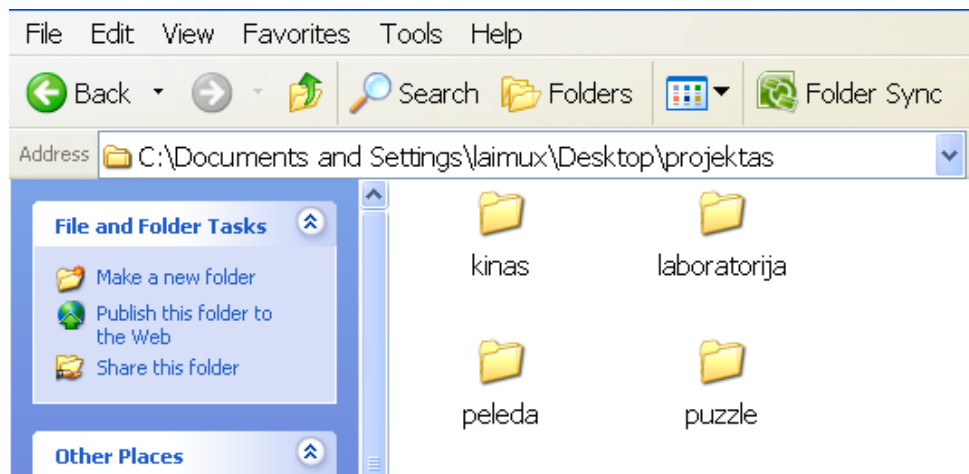 File Edit View Favorites Tools Help
Back Search Folders Folder Sync
Address C:\Documents and Settings\laimux\Desktop\projektas
File and Folder Tasks
Make a new folder
Publish this folder to
the Web
Share this folder
Other Places
kinas laboratorija
peleda puzzle